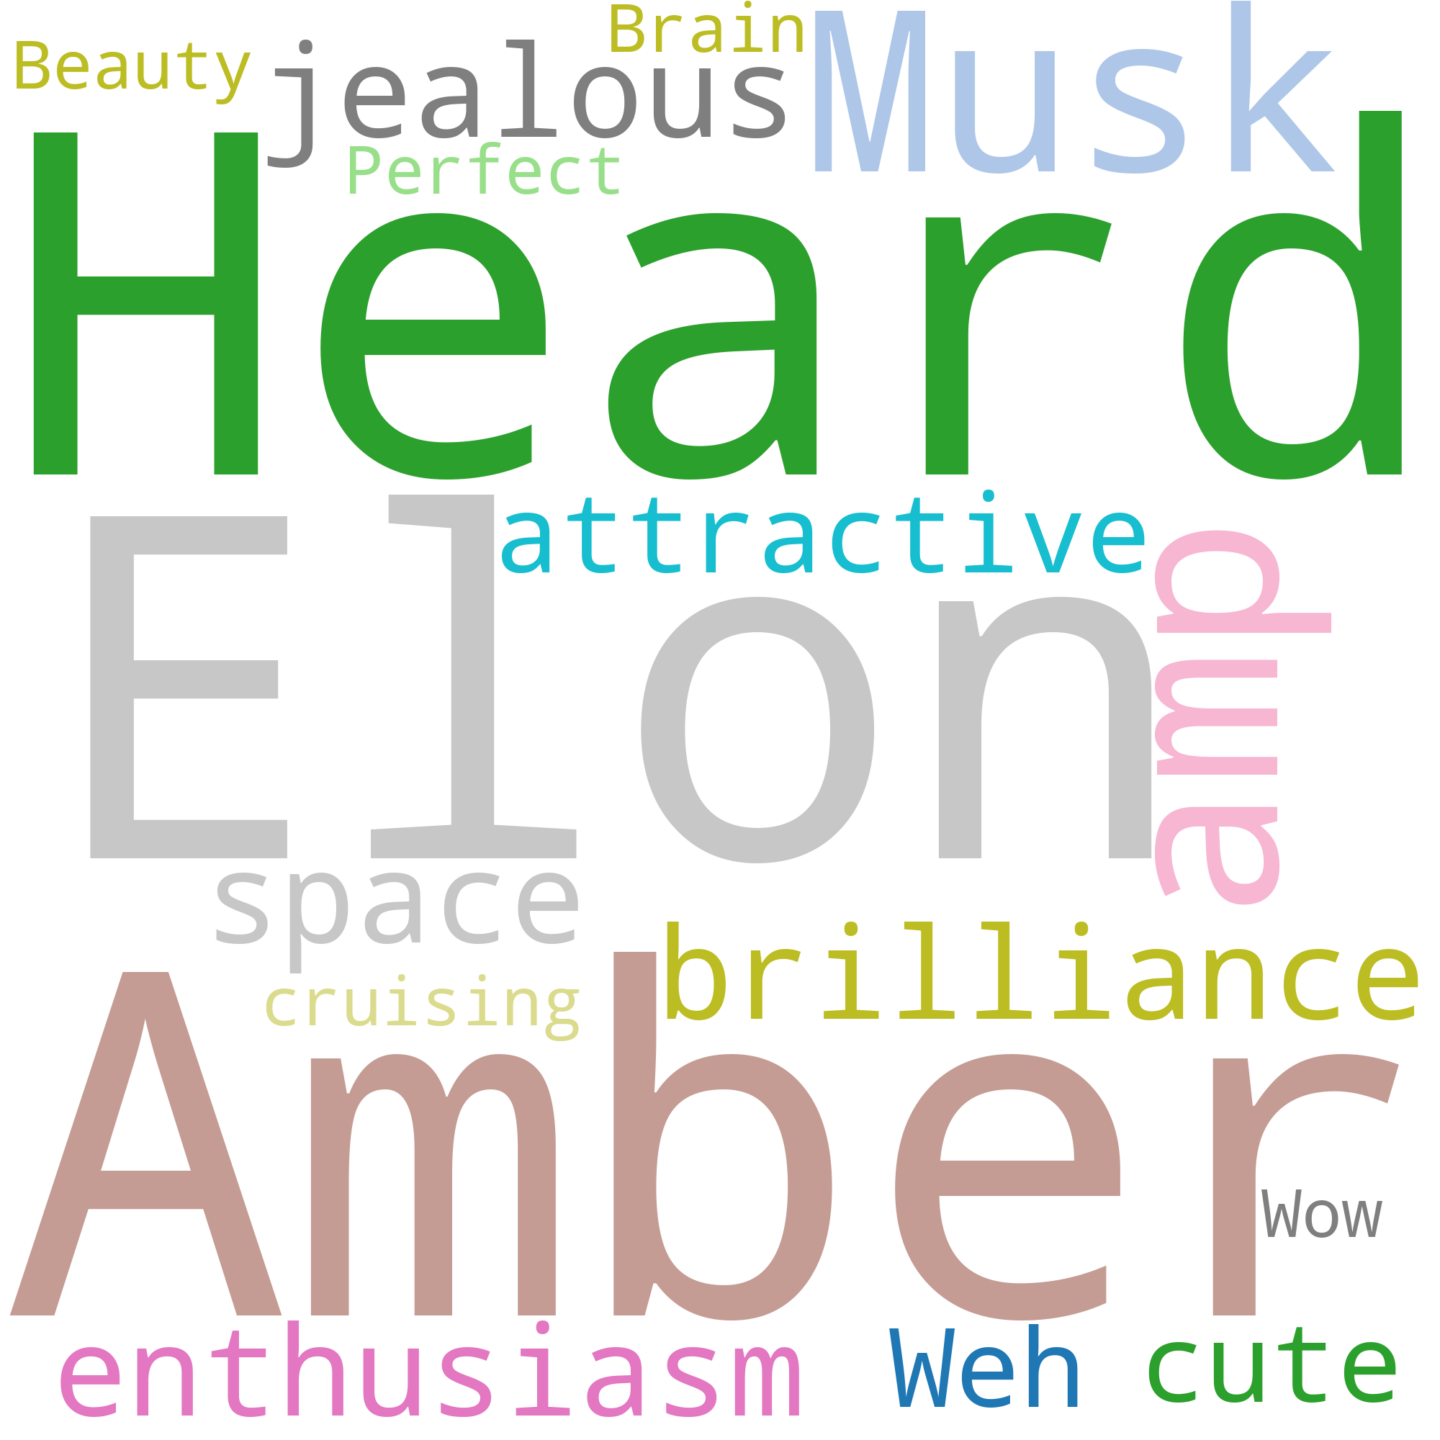 Brain
Beauty
jealous
Musk
Perfect
Heard
attractive
Elon
amp
space
brilliance
cruising
Amber
Wow
enthusiasm
Weh
cute